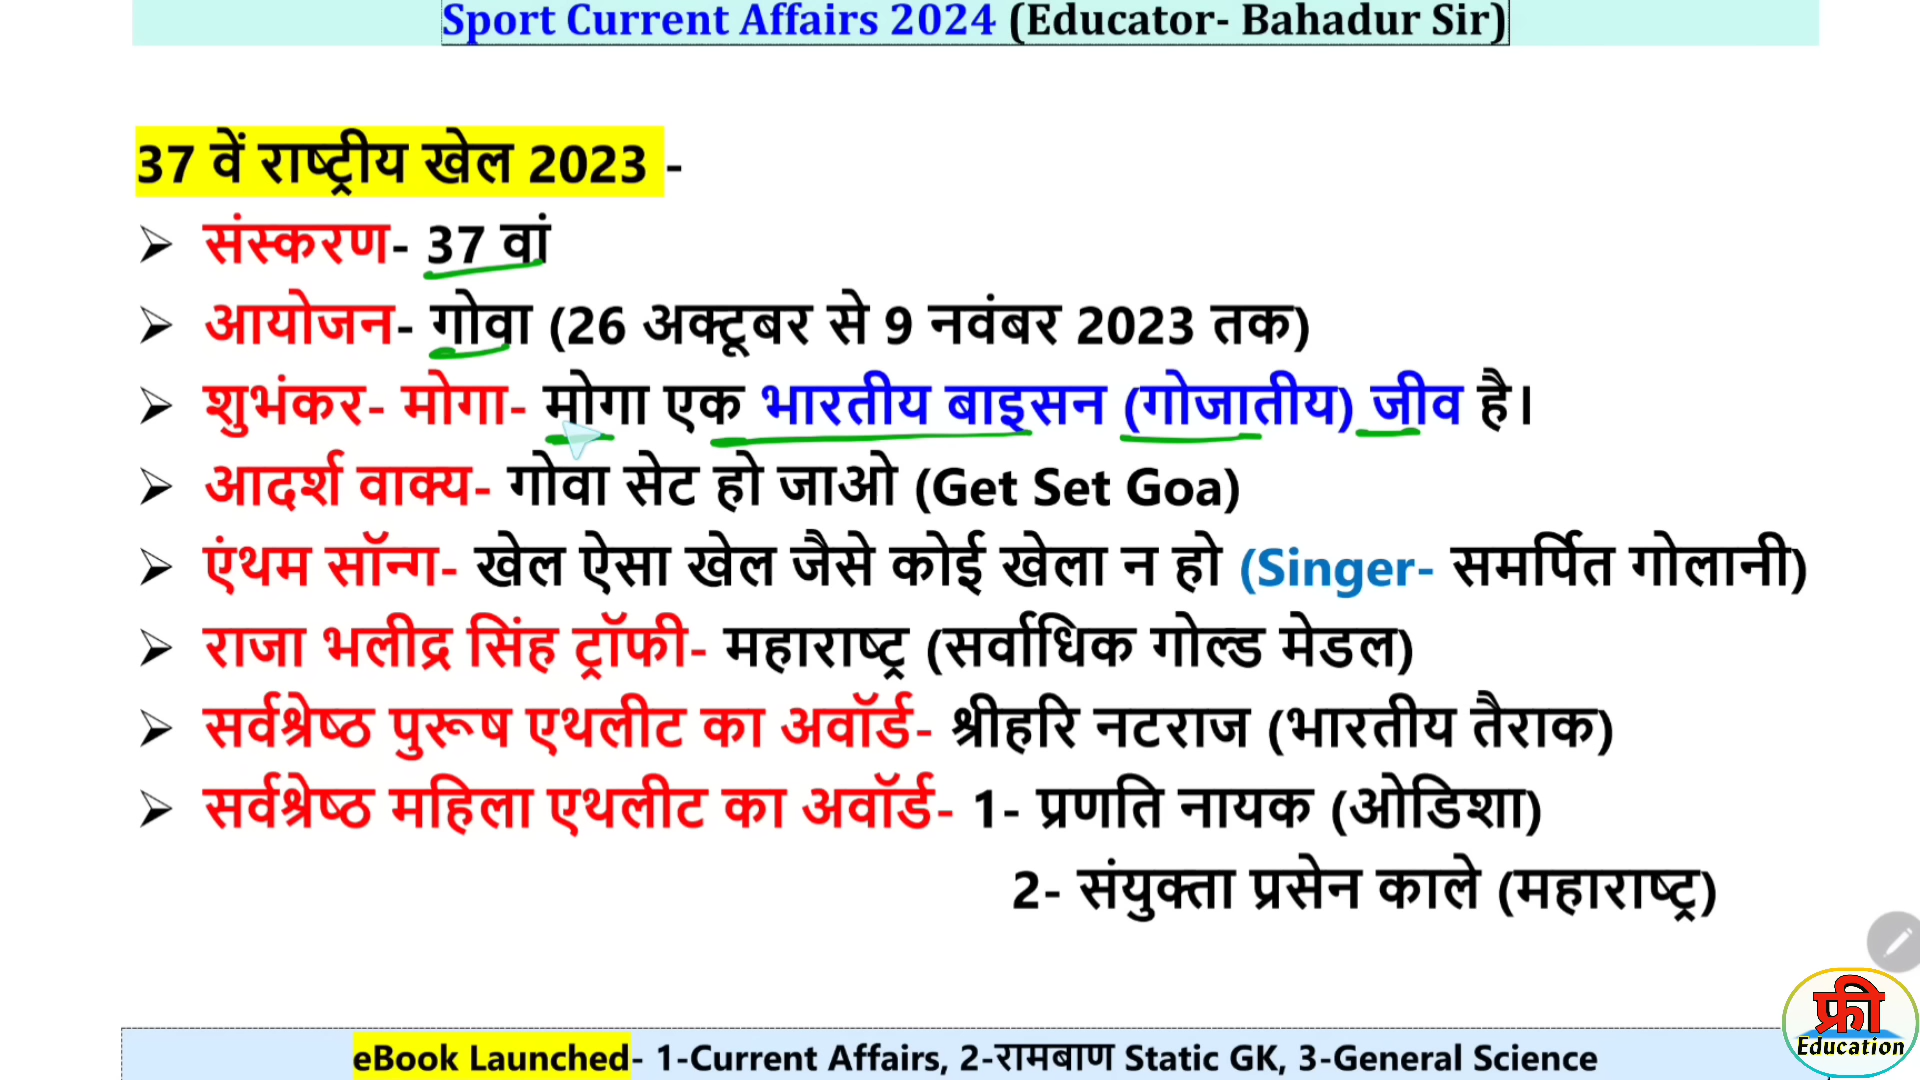 Sport Current Affairs 2024 (Educator- Bahadur Sir)
37 वें राष्ट्रीय खेल 2023 -
➢ संस्करण- 37 वां
➢ आयोजन- गोवा (26 अक्टूबर से 9 नवंबर 2023 तक)
➢ शुभंकर- मोगा- मोगा एक भारतीय बाइसन (गोजातीय) जीव है।
➢ आदर्श वाक्य- गोवा सेट हो जाओ (Get Set Goa)
➢ एंथम सॉन्ग- खेल ऐसा खेल जैसे कोई खेला न हो (Singer- समर्पित गोलानी)
➢ राजा भलीद्र सिंह ट्रॉफी- महाराष्ट्र (सर्वाधिक गोल्ड मेडल)
➢ सर्वश्रेष्ठ पुरूष एथलीट का अवॉर्ड- श्रीहरि नटराज (भारतीय तैराक)
➢ सर्वश्रेष्ठ महिला एथलीट का अवॉर्ड- 1- प्रणति नायक (ओडिशा)
2- संयुक्ता प्रसेन काले (महाराष्ट्र)
eBook Launched- 1-Current Affairs, 2-रामबाण Static GK, 3-General Science
फ्री
Education